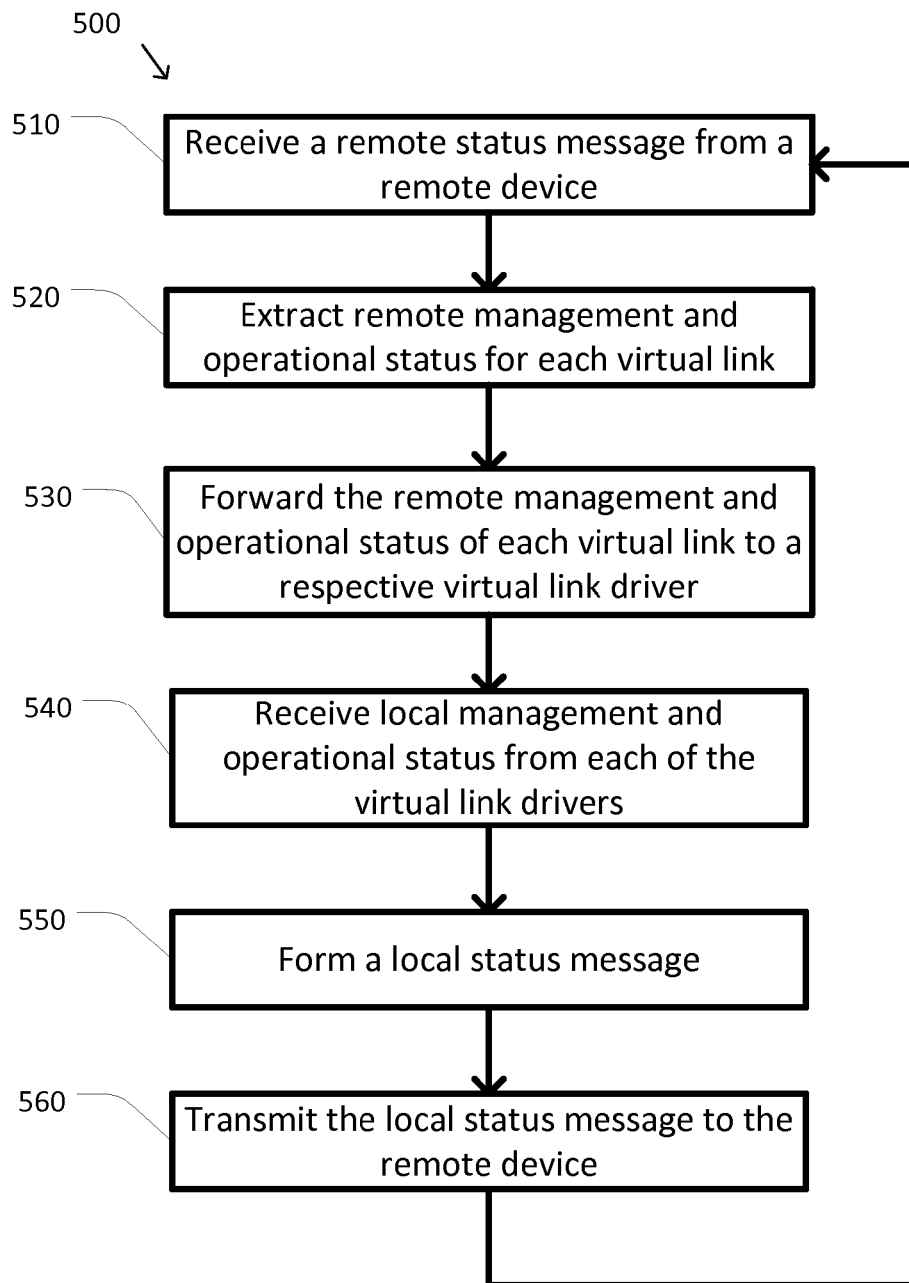 500
510
Receive a remote status message from a
remote device
520
Extract remote management and
operational status for each virtual link
530
Forward the remote management and
operational status of each virtual link to a
respective virtual link driver
540
Receive local management and
operational status from each of the
virtual link drivers
550
Form a local status message
560
Transmit the local status message to the
remote device